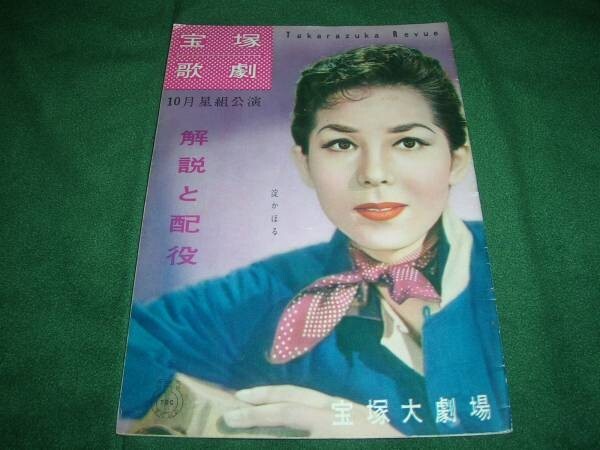 宝塚
歌劇
Takarazuka Revue
10月星組公演
解説と配役
淀かほる
TRC
宝塚大劇場